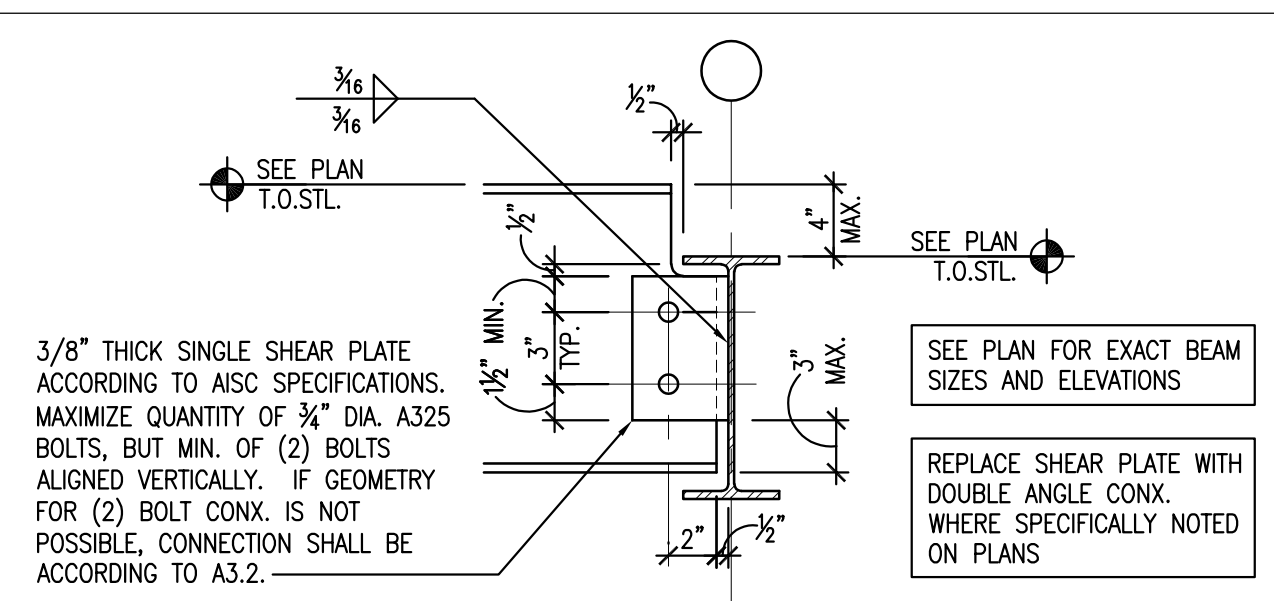 3/16
3/16
1/2"
SEE PLAN
T.O.STL.
1/2"
4"
MAX.
SEE PLAN
T.O.STL.
1 1/2" MIN.
3"
TYP.
3"
MAX.
3/8" THICK SINGLE SHEAR PLATE
ACCORDING TO AISC SPECIFICATIONS.
MAXIMIZE QUANTITY OF 3/4" DIA. A325
BOLTS, BUT MIN. OF (2) BOLTS
ALIGNED VERTICALLY. IF GEOMETRY
FOR (2) BOLT CONX. IS NOT
POSSIBLE, CONNECTION SHALL BE
ACCORDING TO A3.2.
SEE PLAN FOR EXACT BEAM
SIZES AND ELEVATIONS
REPLACE SHEAR PLATE WITH
DOUBLE ANGLE CONX.
WHERE SPECIFICALLY NOTED
ON PLANS
2"
1/2"